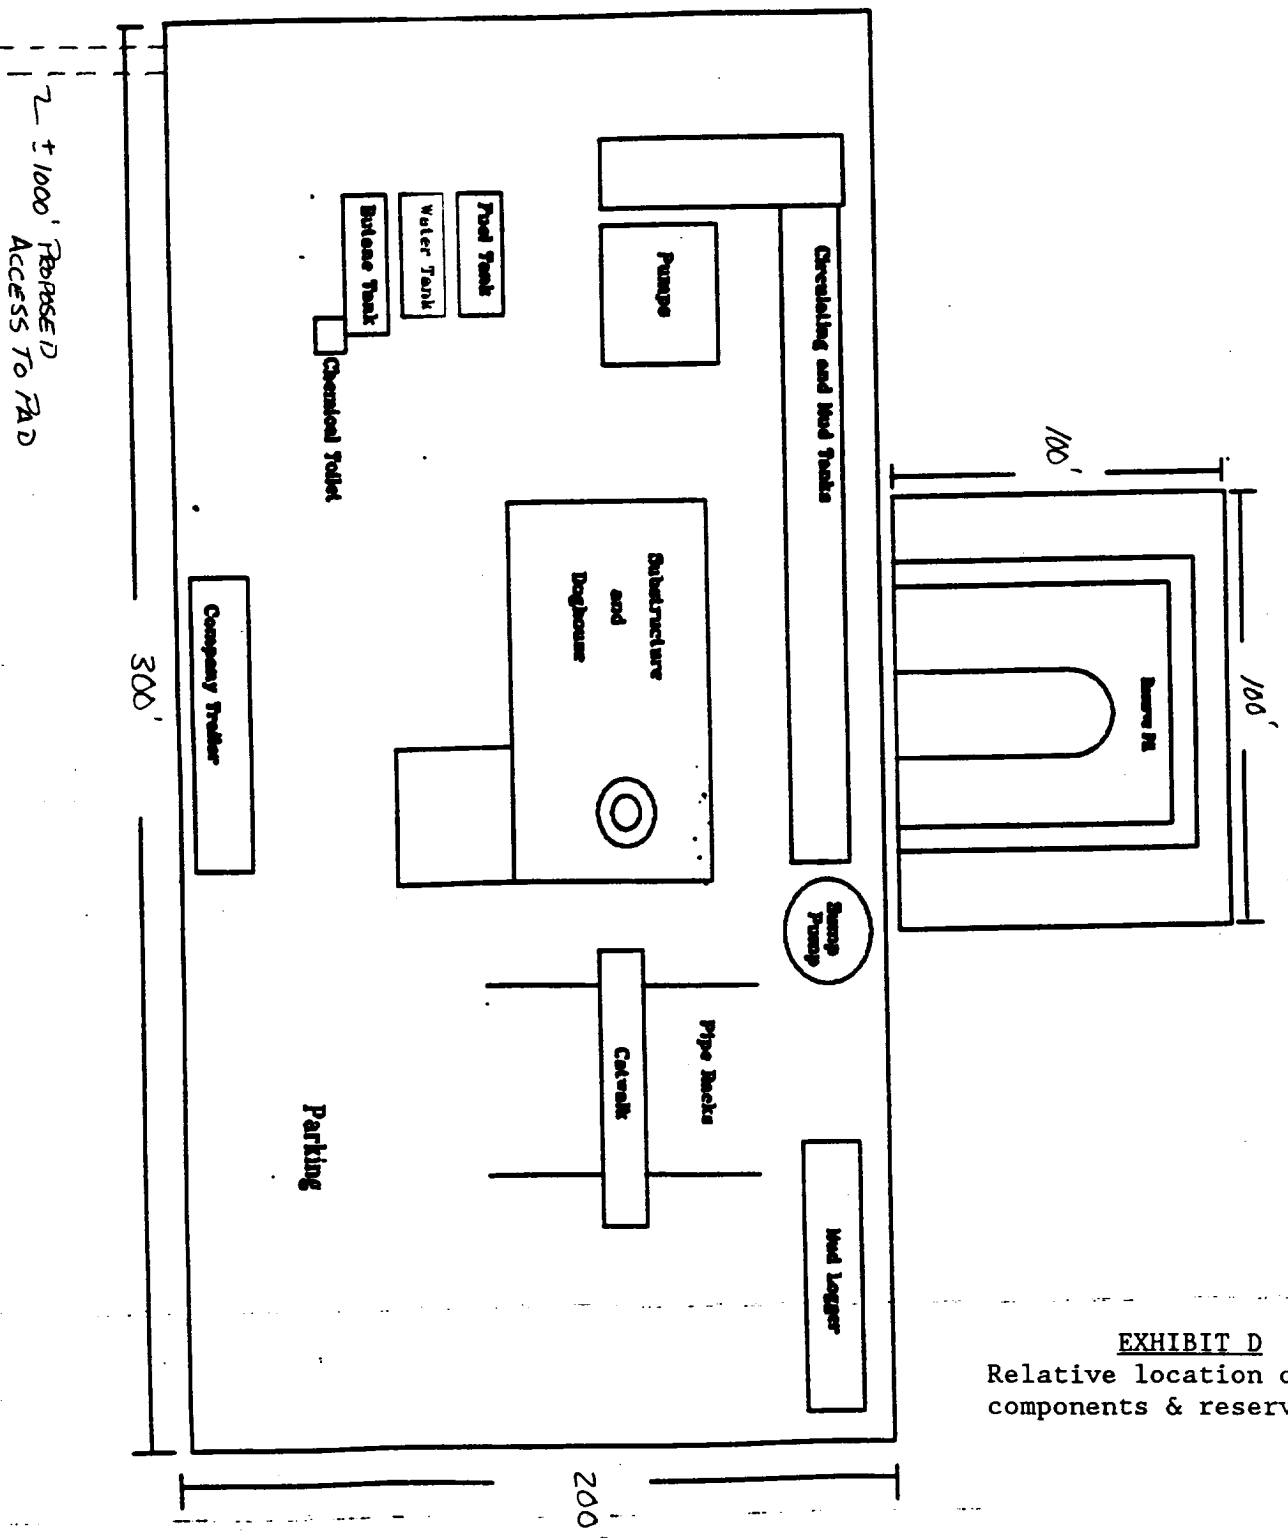 ± 1000' PROPOSED
ACCESS TO PAD
300'
200'
100'
100'
Reserve Pit
Circulating and Mud Tanks
Pumps
Fuel Tank
Water Tank
Butane Tank
Chemical Toilet
Substructure
and
Doghouse
Company Trailer
Sump
Pump
Pipe Racks
Catwalk
Parking
Mud Logger
EXHIBIT D
Relative location
components & reserv